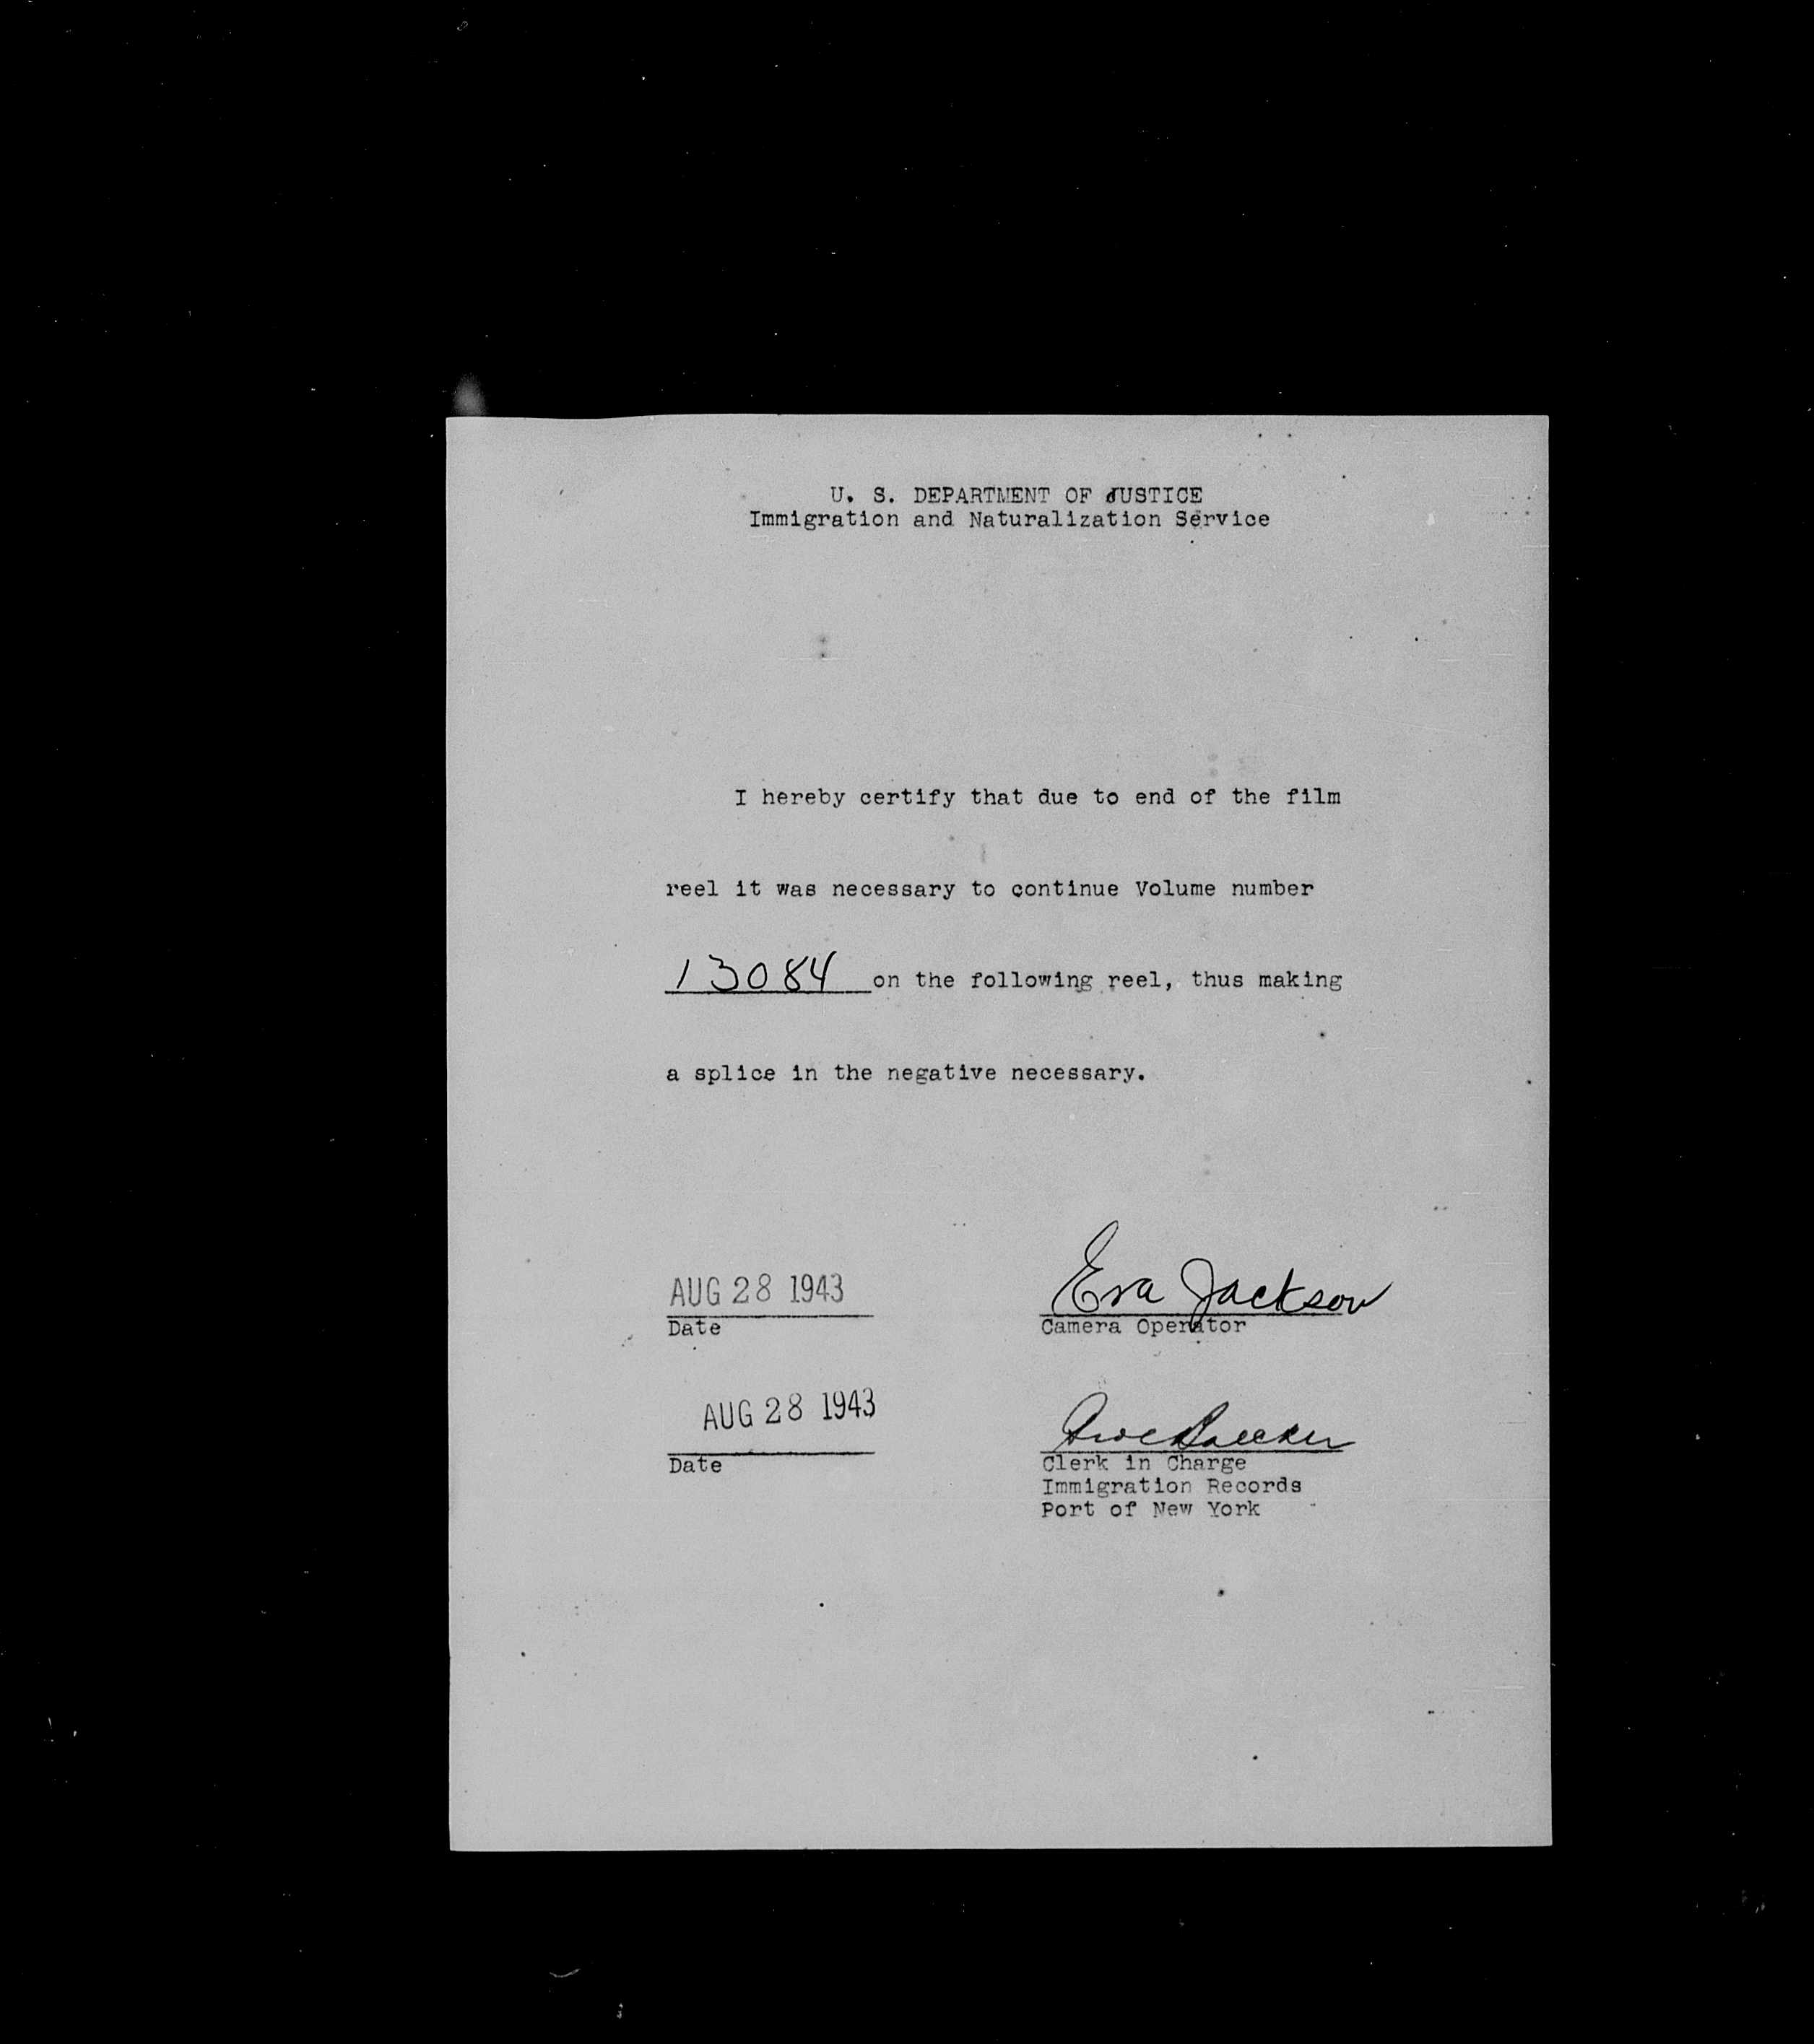 U. S. DEPARTMENT OF JUSTICE
Immigration and Naturalization Service
I hereby certify that due to end of the film
reel it was necessary to continue Volume number
13084 on the following reel, thus making
a splice in the negative necessary.
AUG 28 1943
Eva Jackson
Date
Camera Operator
AUG 28 1943
Date
Clerk in Charge
Immigration Records
Port of New York